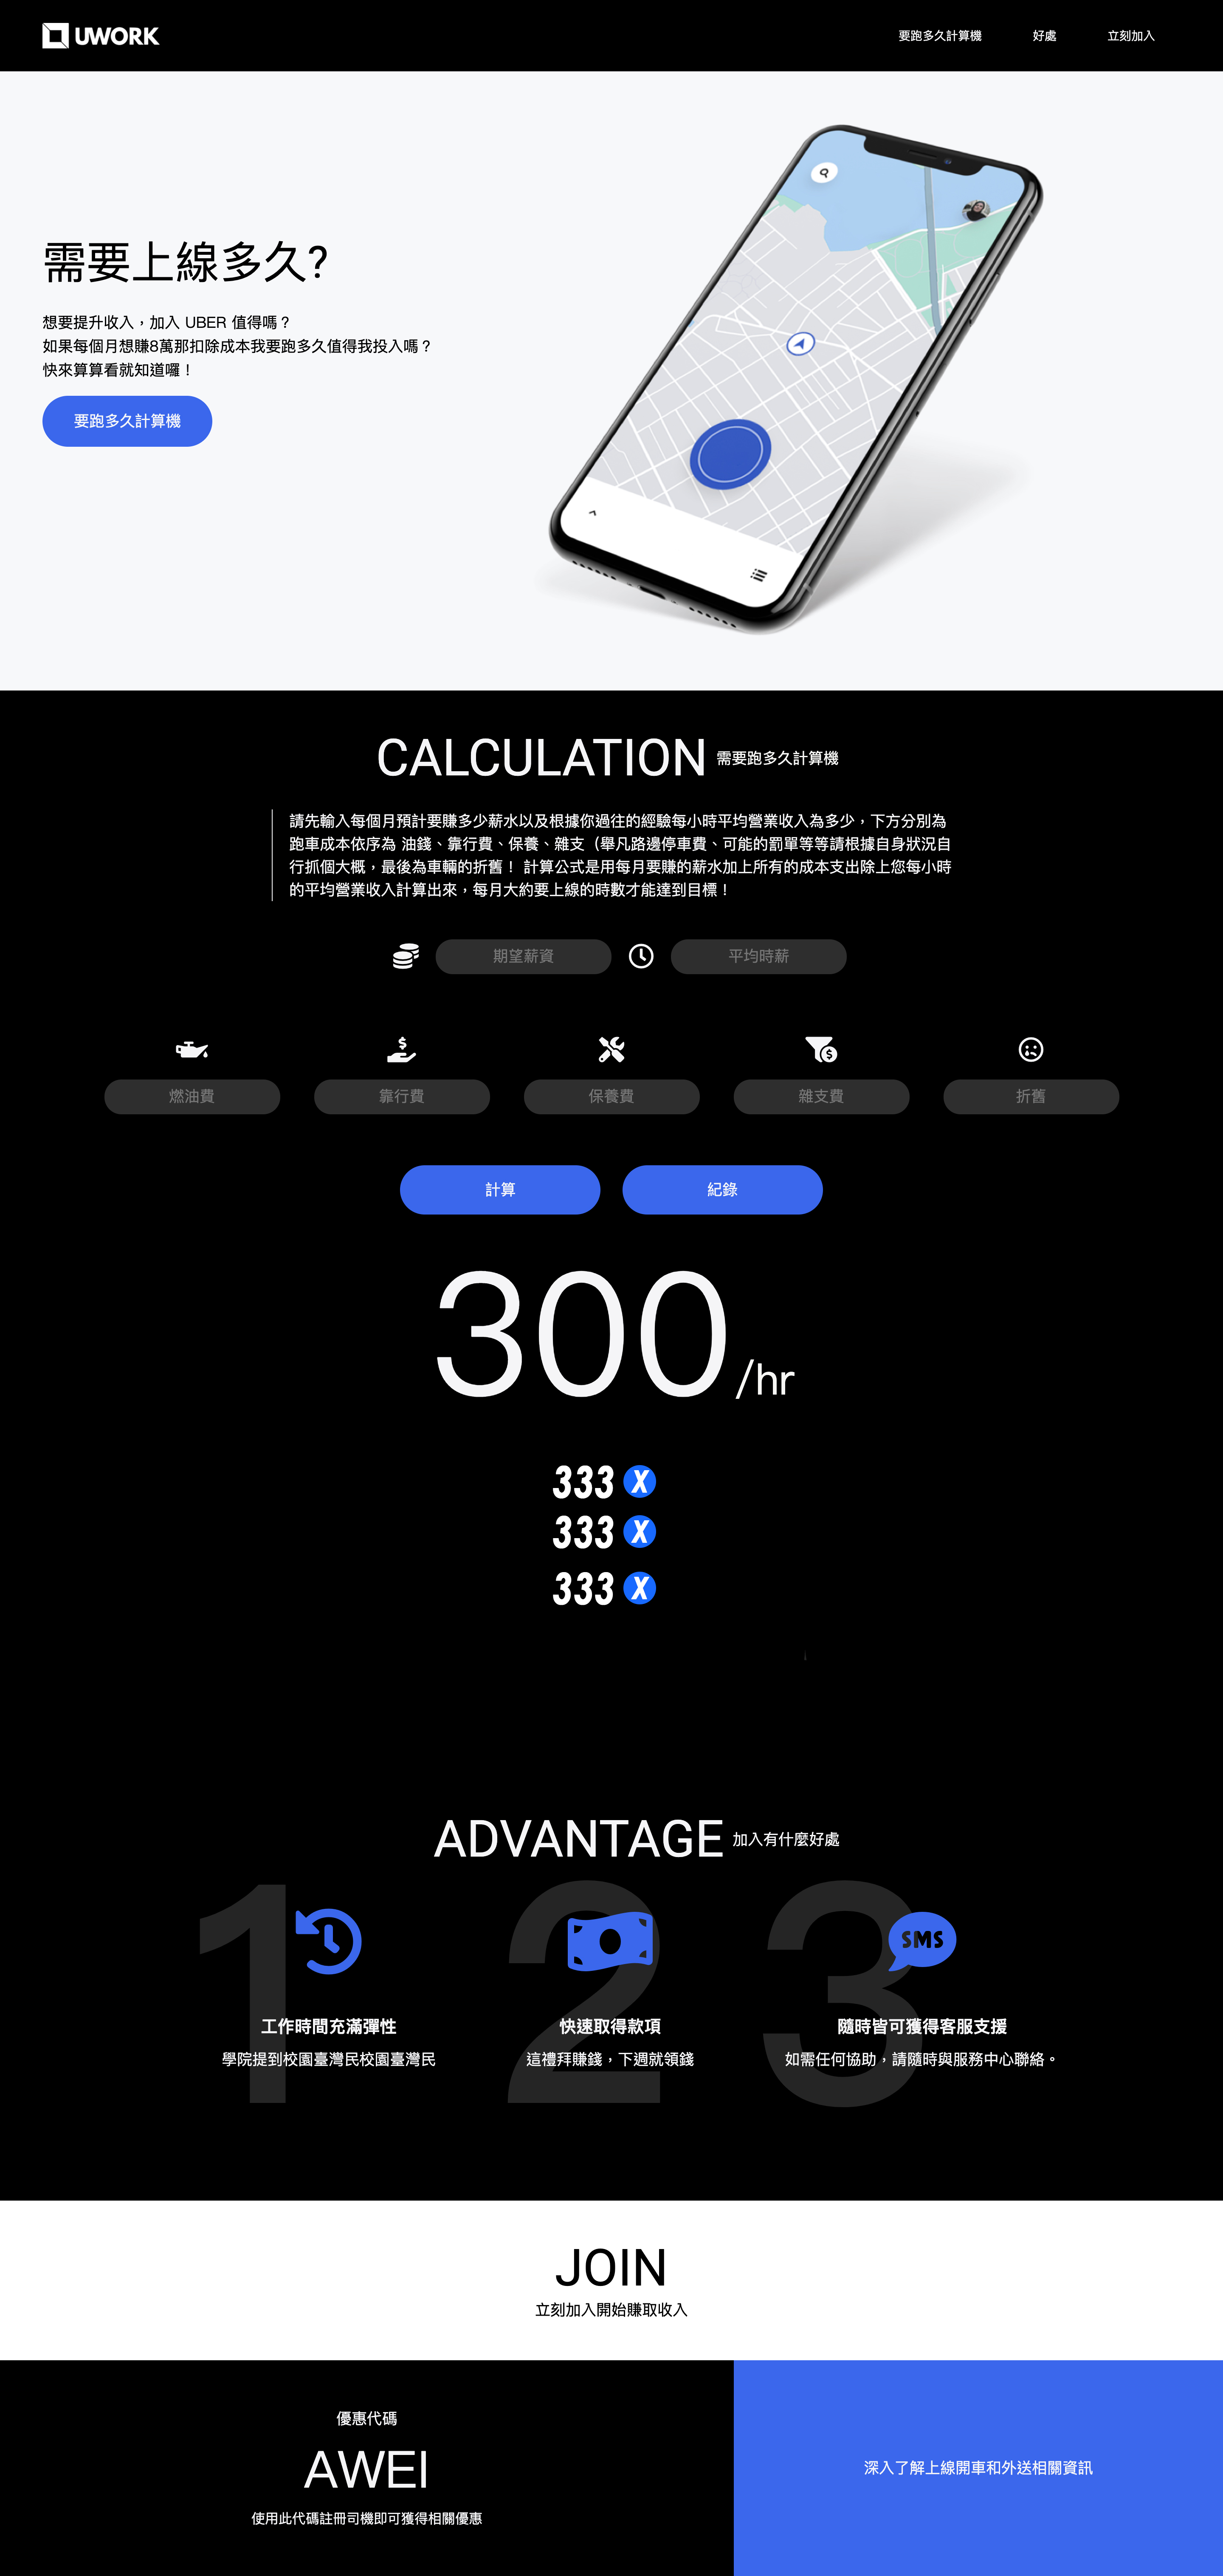 UWORK
要跑多久計算機
好處
立刻加入
需要上線多久?
想要提升收入，加入 UBER 值得嗎？
如果每個月想賺8萬那扣除成本我要跑多久值得我投入嗎？
快來算算看就知道囉！
要跑多久計算機
CALCULATION 需要跑多久計算機
請先輸入每個月預計要賺多少薪水以及根據你過往的經驗每小時平均營業收入為多少，下方分別為
跑車成本依序為 油錢、靠行費、保養、雜支（舉凡路邊停車費、可能的罰單等等請根據自身狀況自
行抓個大概，最後為車輛的折舊！ 計算公式是用每月要賺的薪水加上所有的成本支出除上您每小時
的平均營業收入計算出來，每月大約要上線的時數才能達到目標！
期望薪資
平均時薪
燃油費
靠行費
保養費
雜支費
折舊
計算
紀錄
300/hr
333 X
333 X
333 X
ADVANTAGE 加入有什麼好處
1
2
3
SMS
工作時間充滿彈性
快速取得款項
隨時皆可獲得客服支援
學院提到校園臺灣民校園臺灣民
這禮拜賺錢，下週就領錢
如需任何協助，請隨時與服務中心聯絡。
JOIN
立刻加入開始賺取收入
優惠代碼
AWEI
使用此代碼註冊司機即可獲得相關優惠
深入了解上線開車和外送相關資訊